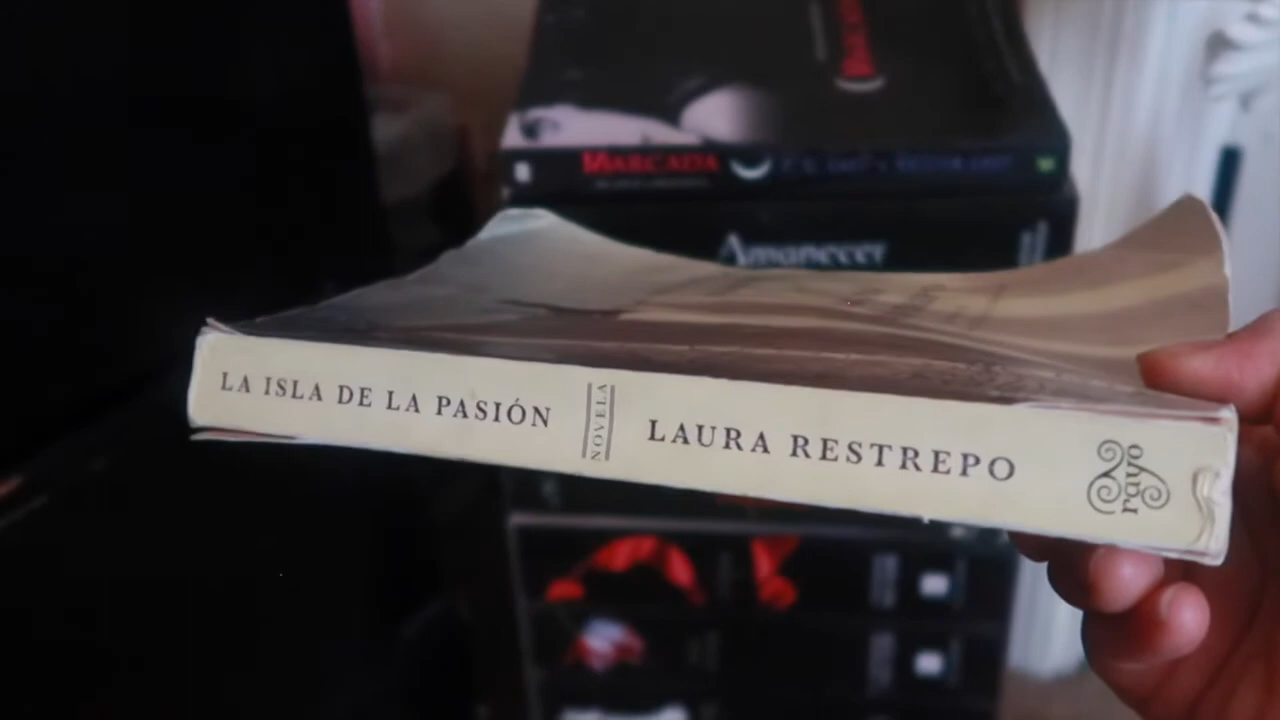 MARCADA
Amanecer
LA ISLA DE LA PASIÓN
NOVELA
LAURA RESTREPO
rayo